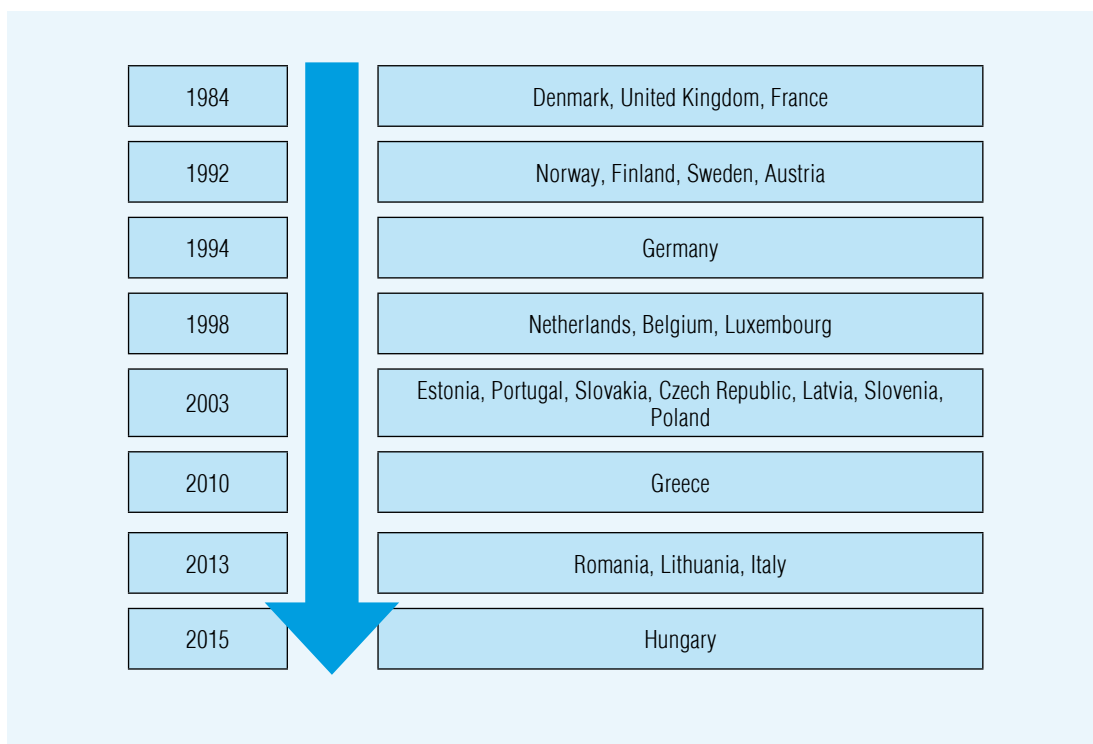 1984
Denmark, United Kingdom, France
1992
Norway, Finland, Sweden, Austria
1994
Germany
1998
Netherlands, Belgium, Luxembourg
2003
Estonia, Portugal, Slovakia, Czech Republic, Latvia, Slovenia,
Poland
2010
Greece
2013
Romania, Lithuania, Italy
2015
Hungary